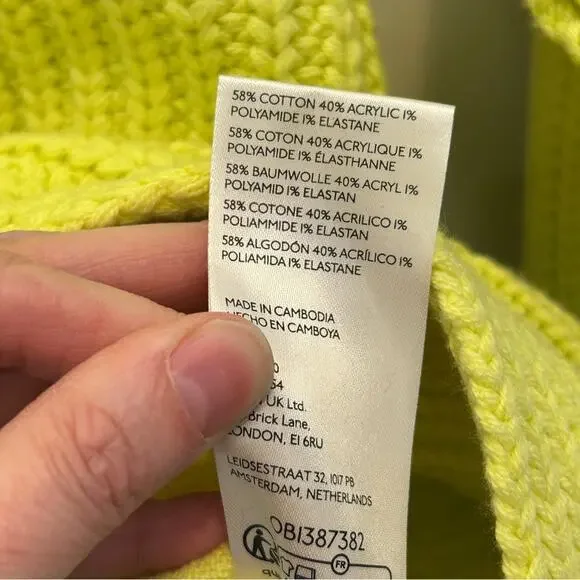 58% COTTON 40% ACRYLIC 1%
POLYAMIDE 1% ELASTANE
58% COTON 40% ACRYLIQUE 1%
POLYAMIDE 1% ÉLASTHANNE
58% BAUMWOLLE 40% ACRYL 1%
POLYAMID 1% ELASTAN
58% COTONE 40% ACRILICO 1%
POLIAMMIDE 1% ELASTAN
58% ALGODÓN 40% ACRÍLICO 1%
POLIAMIDA 1% ELASTANE
MADE IN CAMBODIA
HECHO EN CAMBOYA
UK Ltd.
Brick Lane,
LONDON, E1 6RU
LEIDSESTRAAT 32, 1017 PB
AMSTERDAM, NETHERLANDS
OB1387382
FR